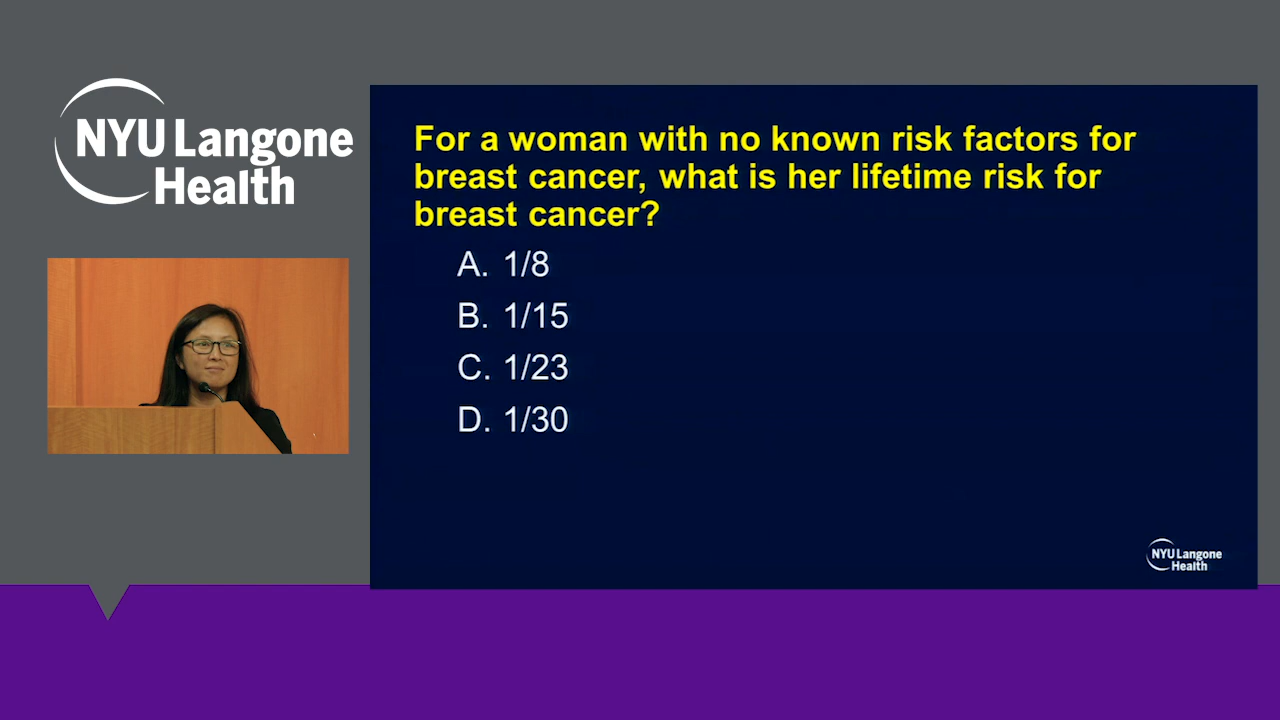 NYU Langone
Health
For a woman with no known risk factors for
breast cancer, what is her lifetime risk for
breast cancer?
A. 1/8
B. 1/15
C. 1/23
D. 1/30
NYU Langone
Health